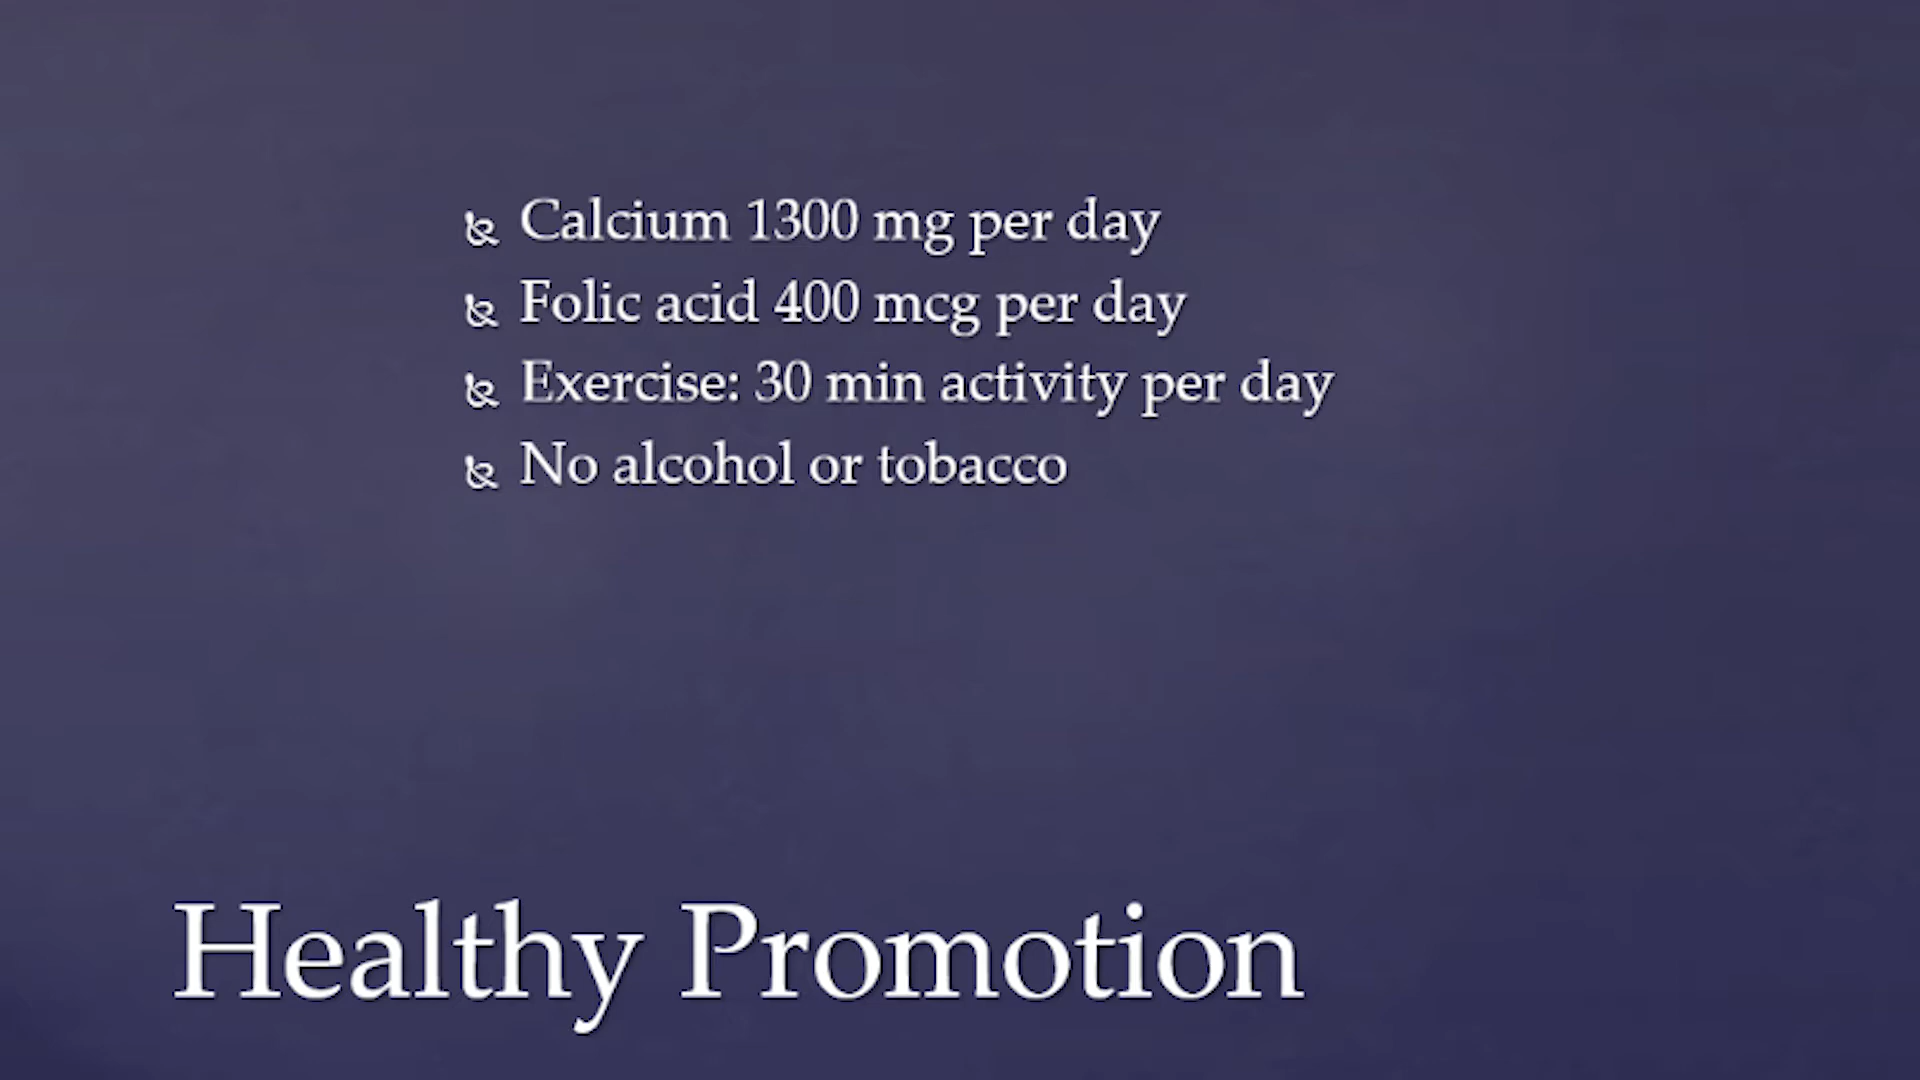 Calcium 1300 mg per day
Folic acid 400 mcg per day
Exercise: 30 min activity per day
No alcohol or tobacco
Healthy Promotion